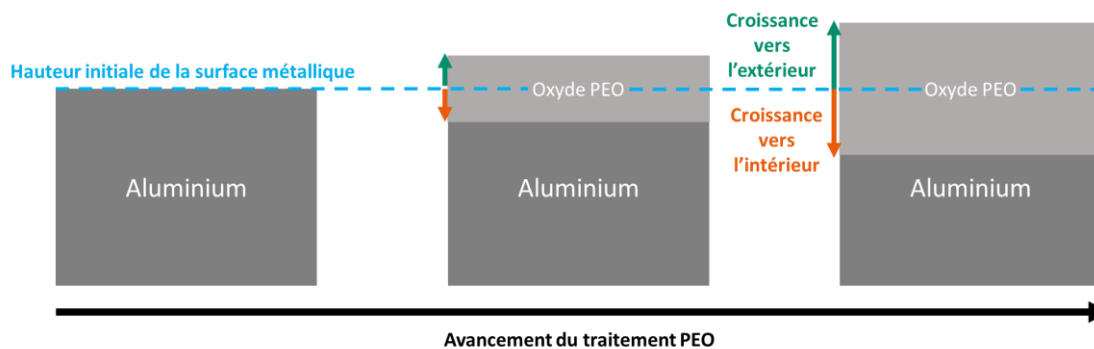 Croissance
vers
l'extérieur
Hauteur initiale de la surface métallique
Oxyde PEO
Oxyde PEO
Croissance
vers
l'intérieur
Aluminium
Aluminium
Aluminium
Avancement du traitement PEO